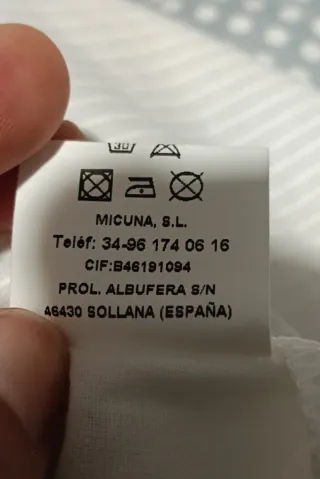 30
MICUNA, S.L.
Teléf: 34-96 174 06 16
CIF:B46191094
PROL. ALBUFERA S/N
46430 SOLLANA (ESPAÑA)